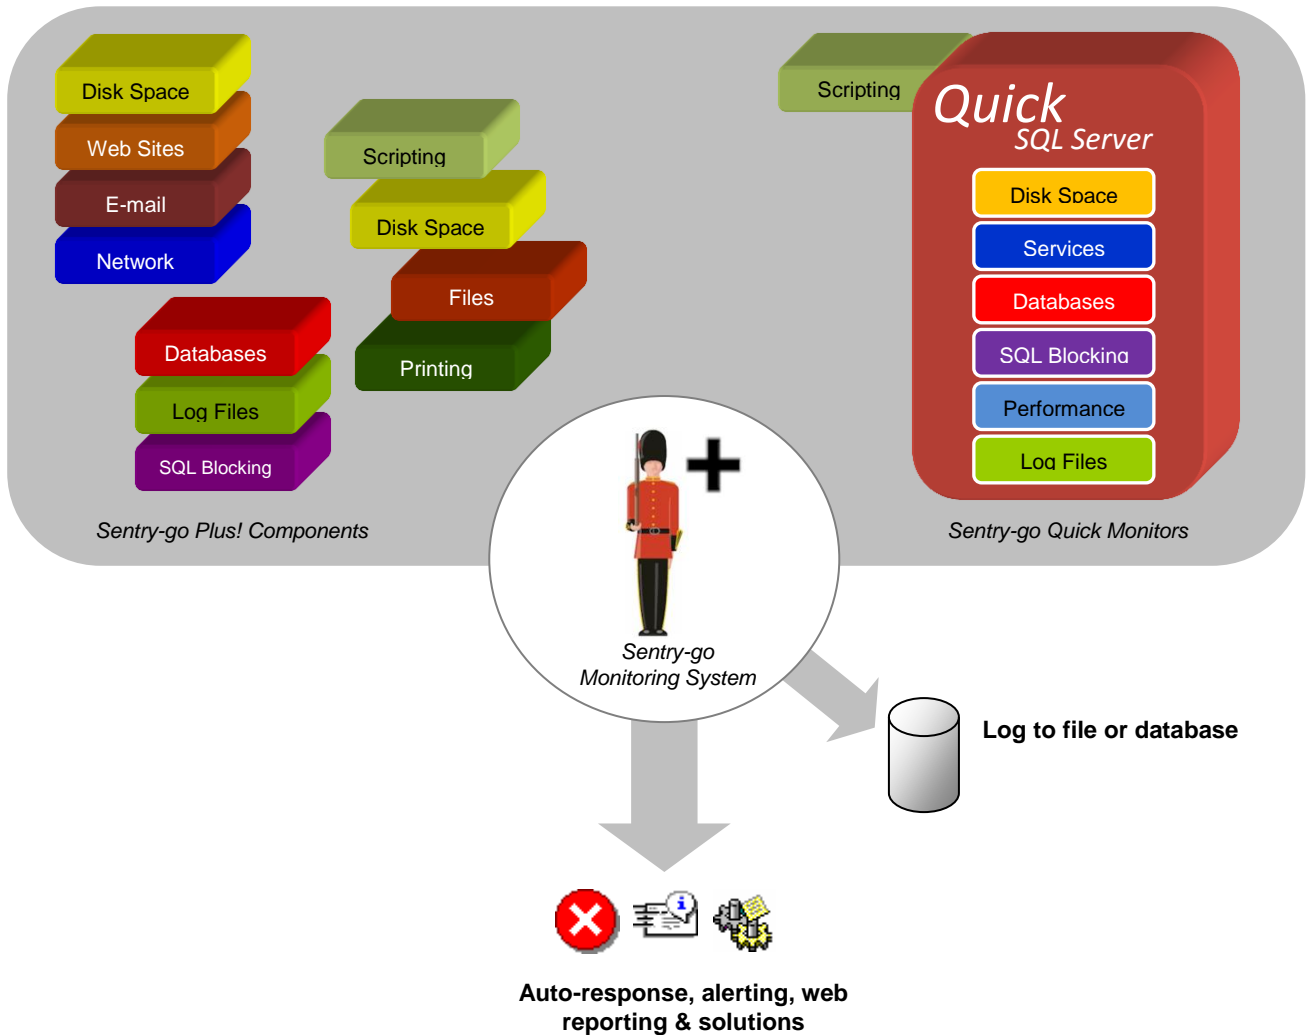 Disk Space
Web Sites
E-mail
Network
Scripting
Disk Space
Files
Printing
Databases
Log Files
SQL Blocking
Sentry-go Plus! Components
Scripting
Quick
SQL Server
Disk Space
Services
Databases
SQL Blocking
Performance
Log Files
Sentry-go Quick Monitors
Sentry-go
Monitoring System
Log to file or database
Auto-response, alerting, web
reporting & solutions